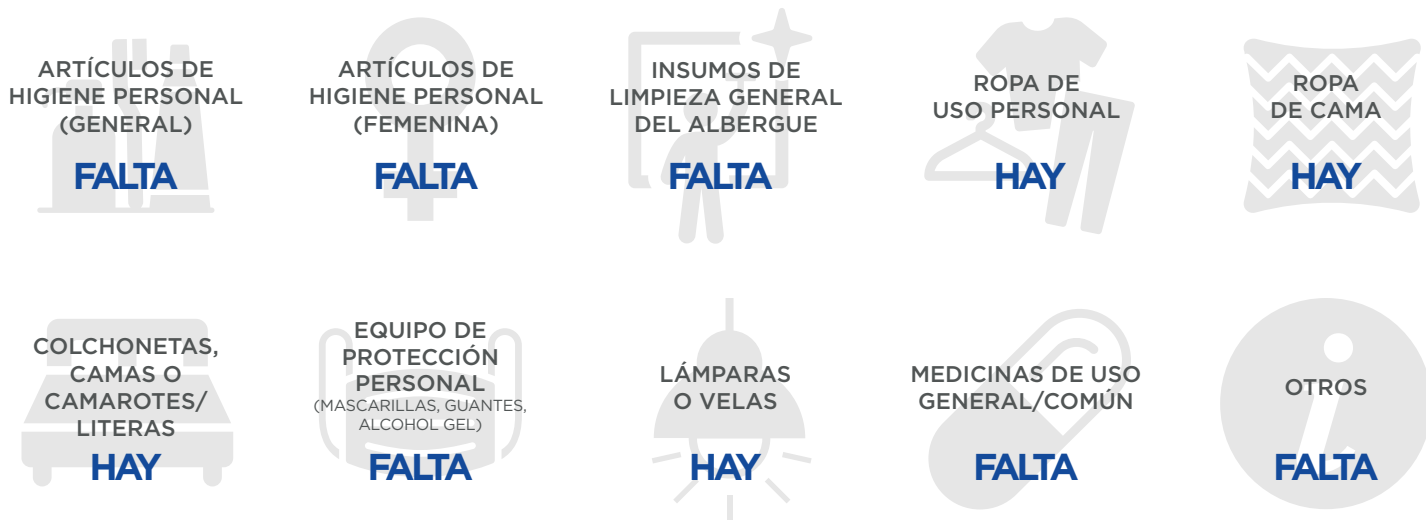 ARTÍCULOS DE
HIGIENE PERSONAL
(GENERAL)
FALTA
ARTÍCULOS DE
HIGIENE PERSONAL
(FEMENINA)
FALTA
INSUMOS DE
LIMPIEZA GENERAL
DEL ALBERGUE
FALTA
ROPA DE
USO PERSONAL
HAY
ROPA
DE CAMA
HAY
COLCHONETAS,
CAMAS O
CAMAROTES/
LITERAS
HAY
EQUIPO DE
PROTECCIÓN
PERSONAL
(MASCARILLAS, GUANTES,
ALCOHOL GEL)
FALTA
LÁMPARAS
O VELAS
HAY
MEDICINAS DE USO
GENERAL/COMÚN
FALTA
OTROS
FALTA